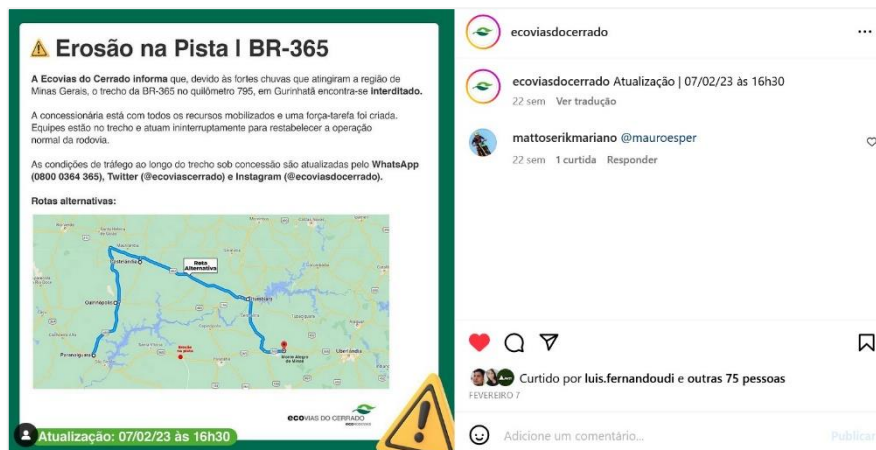 Erosão na Pista | BR-365
A Ecovias do Cerrado informa que, devido às fortes chuvas que atingiram a região de
Minas Gerais, o trecho da BR-365 no quilômetro 795, em Gurinhatã encontra-se interditado.
A concessionária está com todos os recursos mobilizados e uma força-tarefa foi criada.
Equipes estão no trecho e atuam ininterruptamente para restabelecer a operação
normal da rodovia.
As condições de tráfego ao longo do trecho sob concessão são atualizadas pelo WhatsApp
(0800 0364 365), Twitter (@ecoviascerrado) e Instagram (@ecoviasdocerrado).
Rotas alternativas:
Rota
Alternativa
Quirinópolis
Paranaiguara
Itumbiara
Erosão
na pista
Monte Alegre
de Minas
Uberlândia
ecovias do cerrado
Atualização: 07/02/23 às 16h30
ecoviasdocerrado
ecoviasdocerrado Atualização | 07/02/23 às 16h30
22 sem Ver tradução
mattoserikmariano @mauroesper
22 sem 1 curtida Responder
Curtido por luis.fernandoudi e outras 75 pessoas
FEVEREIRO 7
Adicione um comentário...
Publicar